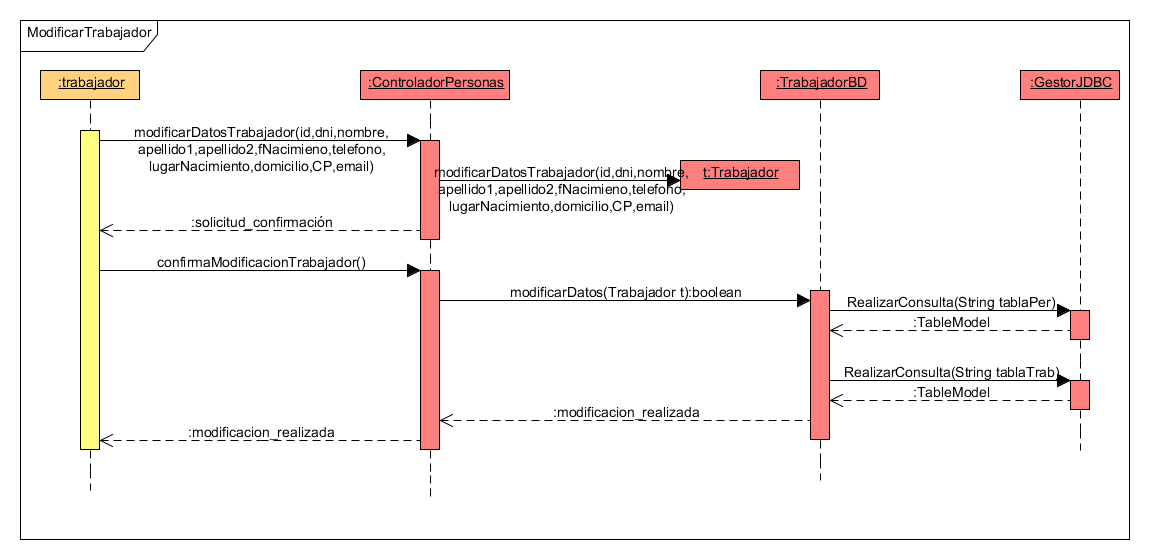 ModificarTrabajador
:trabajador
:ControladorPersonas
:TrabajadorBD
:GestorJDBC
modificarDatosTrabajador(id,dni,nombre,
apellido1,apellido2,fNacimieno,telefono,
lugarNacimiento,domicilio,CP,email)
modificarDatosTrabajador(id,dni,nombre,
apellido1,apellido2,fNacimieno,telefono,
lugarNacimiento,domicilio,CP,email)
t:Trabajador
:solicitud_confirmación
confirmaModificacionTrabajador()
modificarDatos(Trabajador t):boolean
RealizarConsulta(String tablaPer)
:TableModel
RealizarConsulta(String tablaTrab)
:TableModel
:modificacion_realizada
:modificacion_realizada